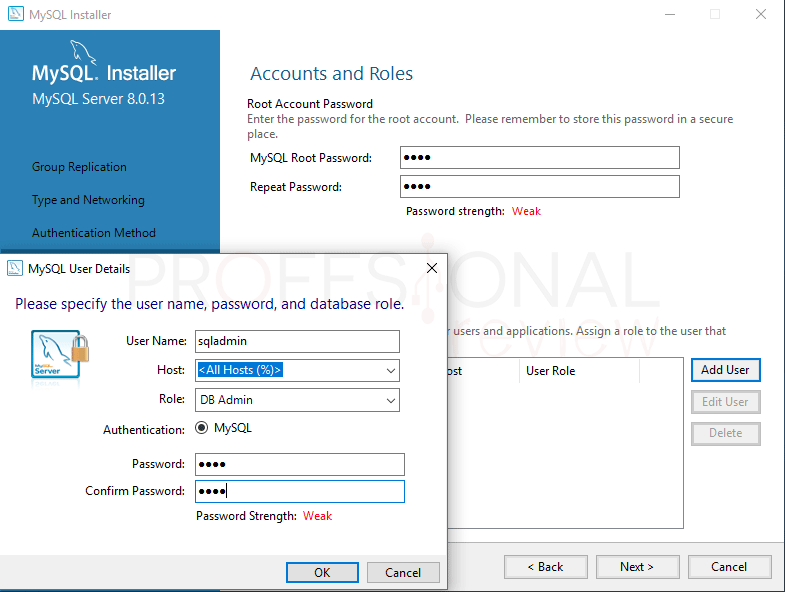 MySQL Installer
MySQL. Installer
MySQL Server 8.0.13
Group Replication
Type and Networking
Authentication Method
Accounts and Roles
Root Account Password
Enter the password for the root account. Please remember to store this password in a secure
place.
MySQL Root Password: ●●●●
Repeat Password: ●●●●
Password strength: Weak
PROFESIONAL
review
users and applications. Assign a role to the user that
User Role
Add User
Edit User
Delete
MySQL User Details
Please specify the user name, password, and database role.
MySQL
Server
User Name: sqladmin
Host: <All Hosts (%)>
Role: DB Admin
Authentication: MySQL
Password: ●●●●
Confirm Password: ●●●●
Password Strength: Weak
OK Cancel
< Back Next > Cancel